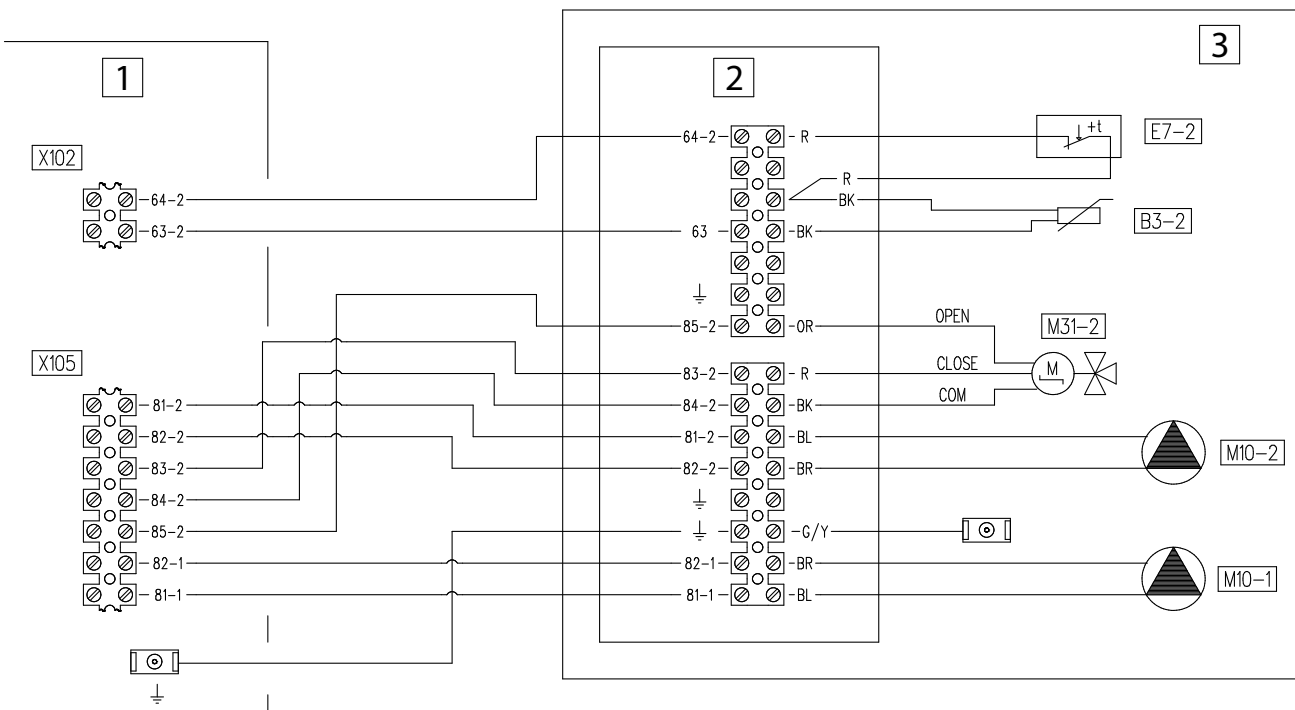 1
2
3
X102
64-2
63-2
X105
81-2
82-2
83-2
84-2
85-2
82-1
81-1
64-2
R
R
BK
63
BK
85-2
OR
83-2
R
84-2
BK
81-2
BL
82-2
BR
G/Y
82-1
BR
81-1
BL
+t
E7-2
B3-2
OPEN
CLOSE
COM
M31-2
M
M10-2
M10-1